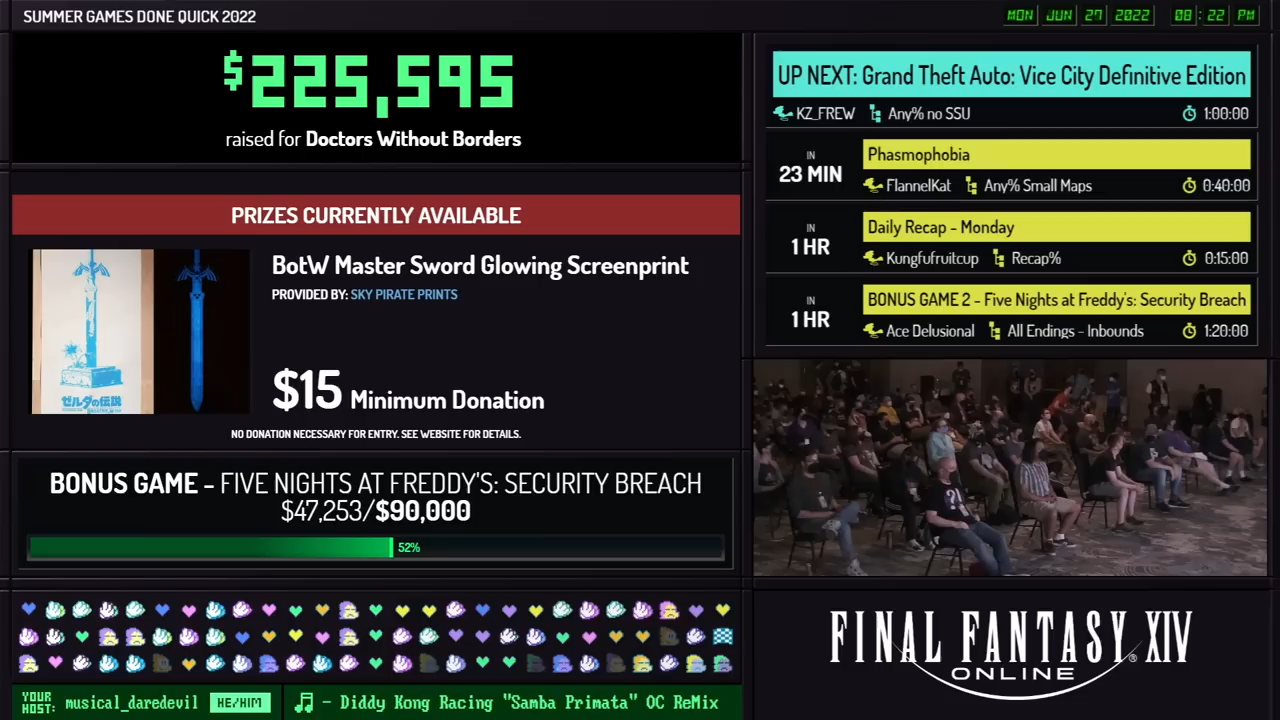 SUMMER GAMES DONE QUICK 2022
MON JUN 27 2022 08:22 PM
$225,595
raised for Doctors Without Borders
PRIZES CURRENTLY AVAILABLE
ゼルダの伝説
BotW Master Sword Glowing Screenprint
PROVIDED BY: SKY PIRATE PRINTS
$15 Minimum Donation
NO DONATION NECESSARY FOR ENTRY. SEE WEBSITE FOR DETAILS.
BONUS GAME - FIVE NIGHTS AT FREDDY'S: SECURITY BREACH
$47,253/$90,000
52%
YOUR HOST: musical_daredevil HE/HIM
- Diddy Kong Racing "Samba Primata" OC ReMix
UP NEXT: Grand Theft Auto: Vice City Definitive Edition
KZ_FREW Any% no SSU 1:00:00
IN 23 MIN
Phasmophobia
FlannelKat Any% Small Maps 0:40:00
IN 1 HR
Daily Recap - Monday
Kungfufruitcup Recap% 0:15:00
IN 1 HR
BONUS GAME 2 - Five Nights at Freddy's: Security Breach
Ace Delusional All Endings - Inbounds 1:20:00
?!
FINAL FANTASY® XIV
ONLINE